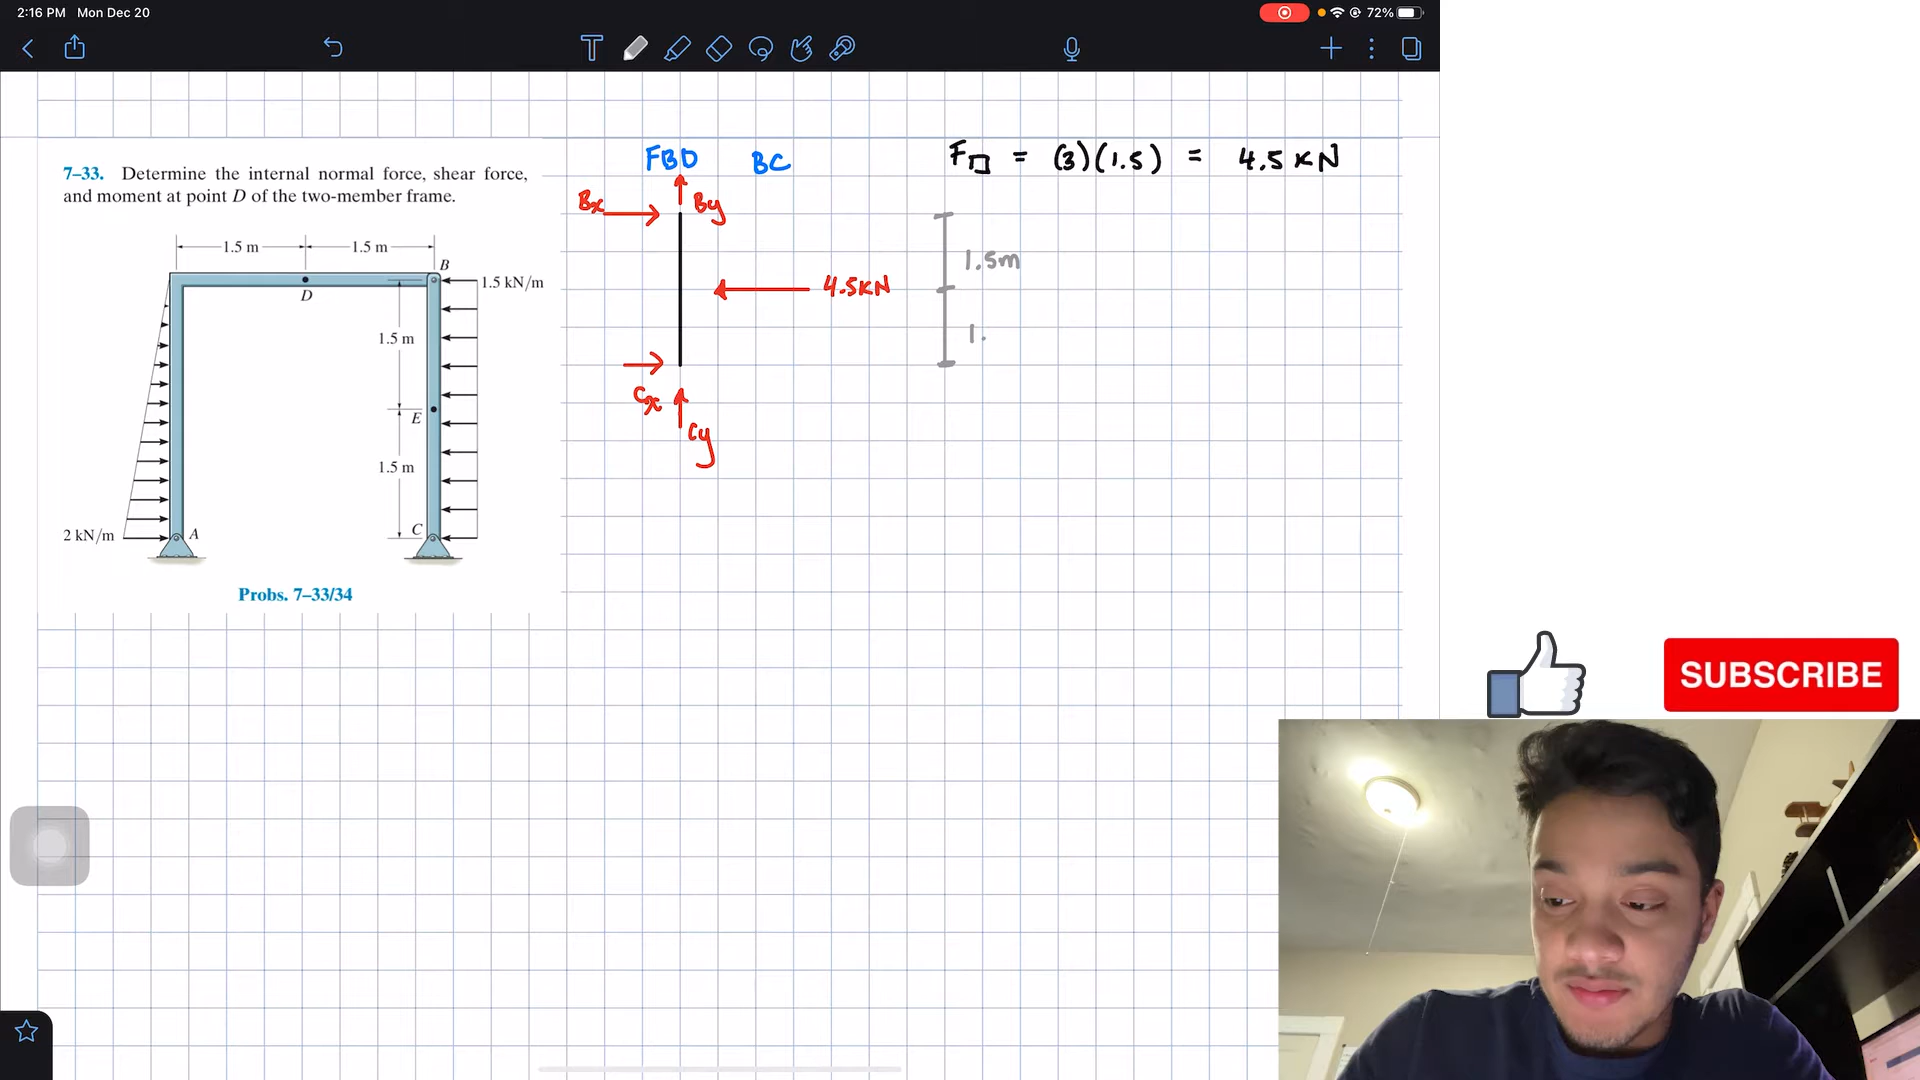 2:16 PM Mon Dec 20
72%
7–33. Determine the internal normal force, shear force,
and moment at point D of the two-member frame.
1.5 m
1.5 m
B
D
1.5 kN/m
1.5 m
E
1.5 m
2 kN/m
A
C
Probs. 7–33/34
FBD BC
Bx
By
4.5KN
Cx
Cy
F = (3)(1.5) = 4.5 KN
1.5m
1.
SUBSCRIBE